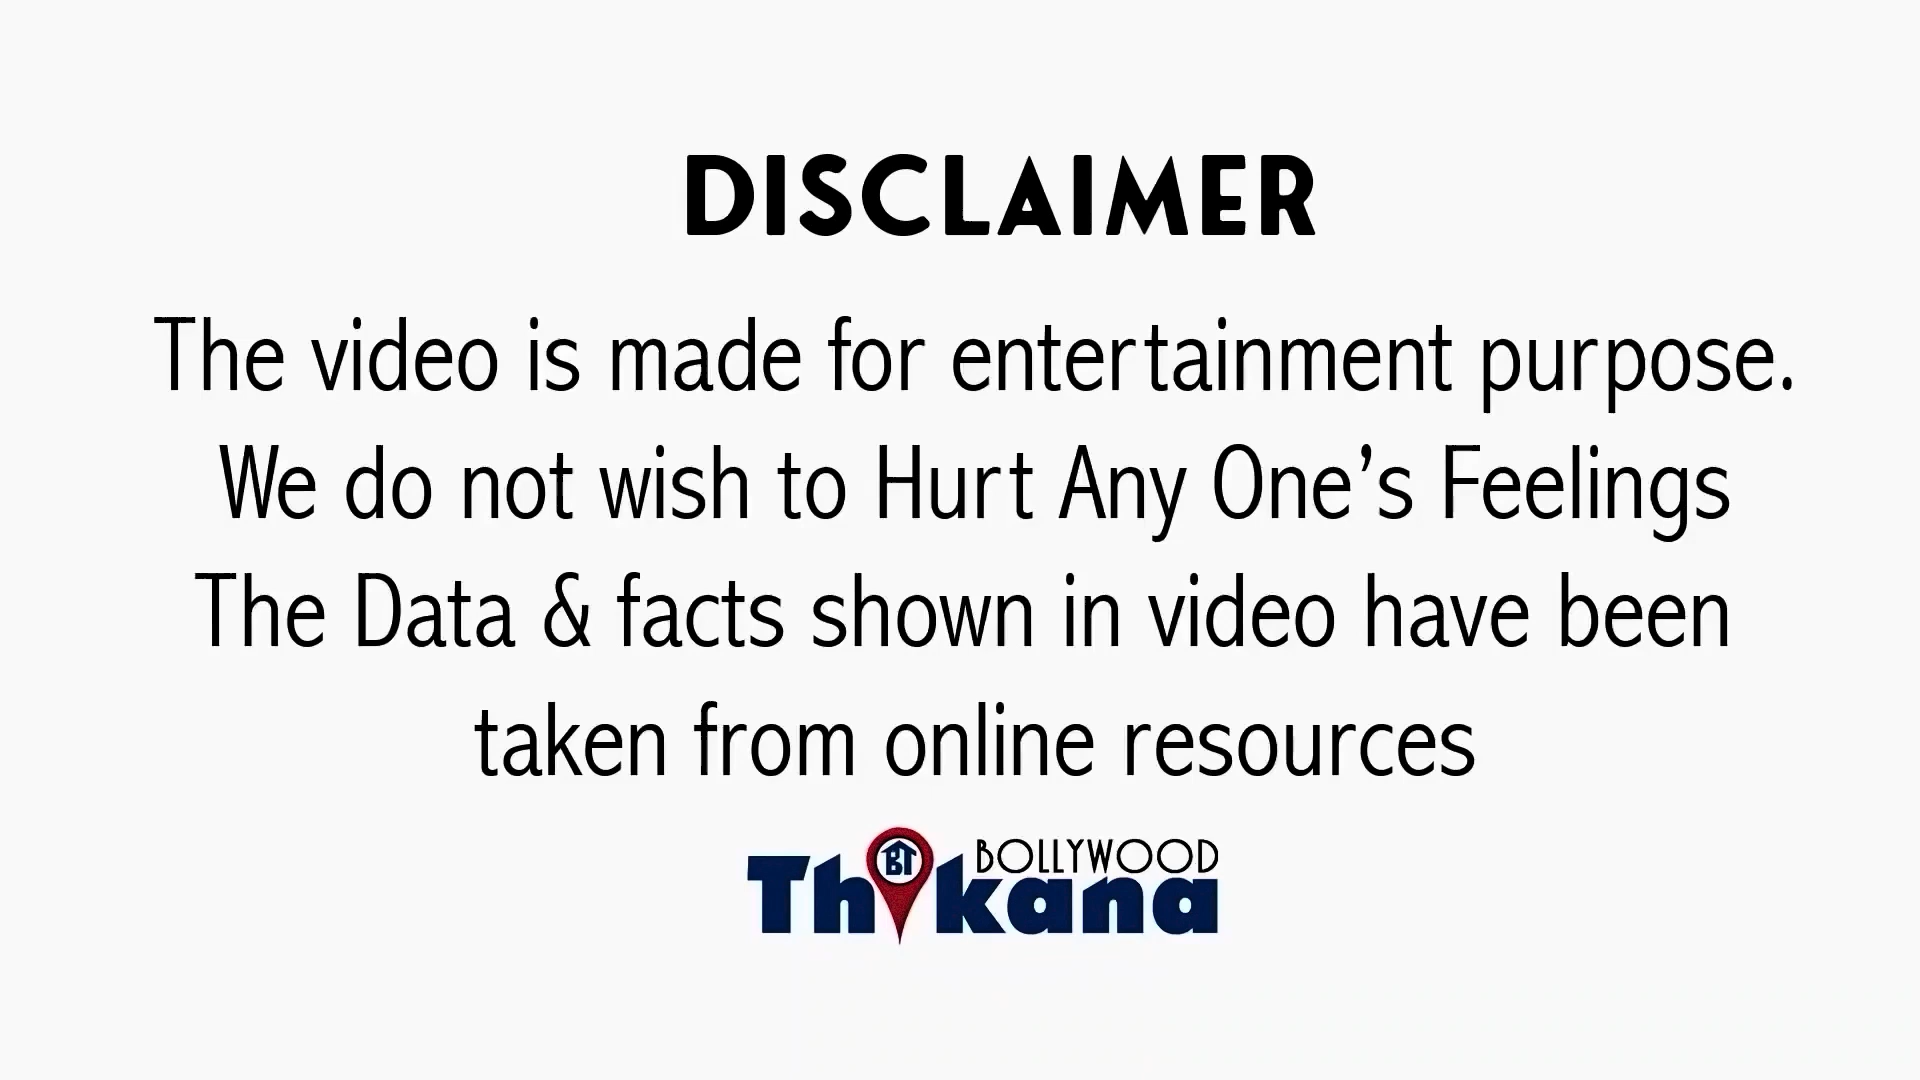 DISCLAIMER
The video is made for entertainment purpose.
We do not wish to Hurt Any One’s Feelings
The Data & facts shown in video have been
taken from online resources
BOLLYWOOD
BT
Thikana